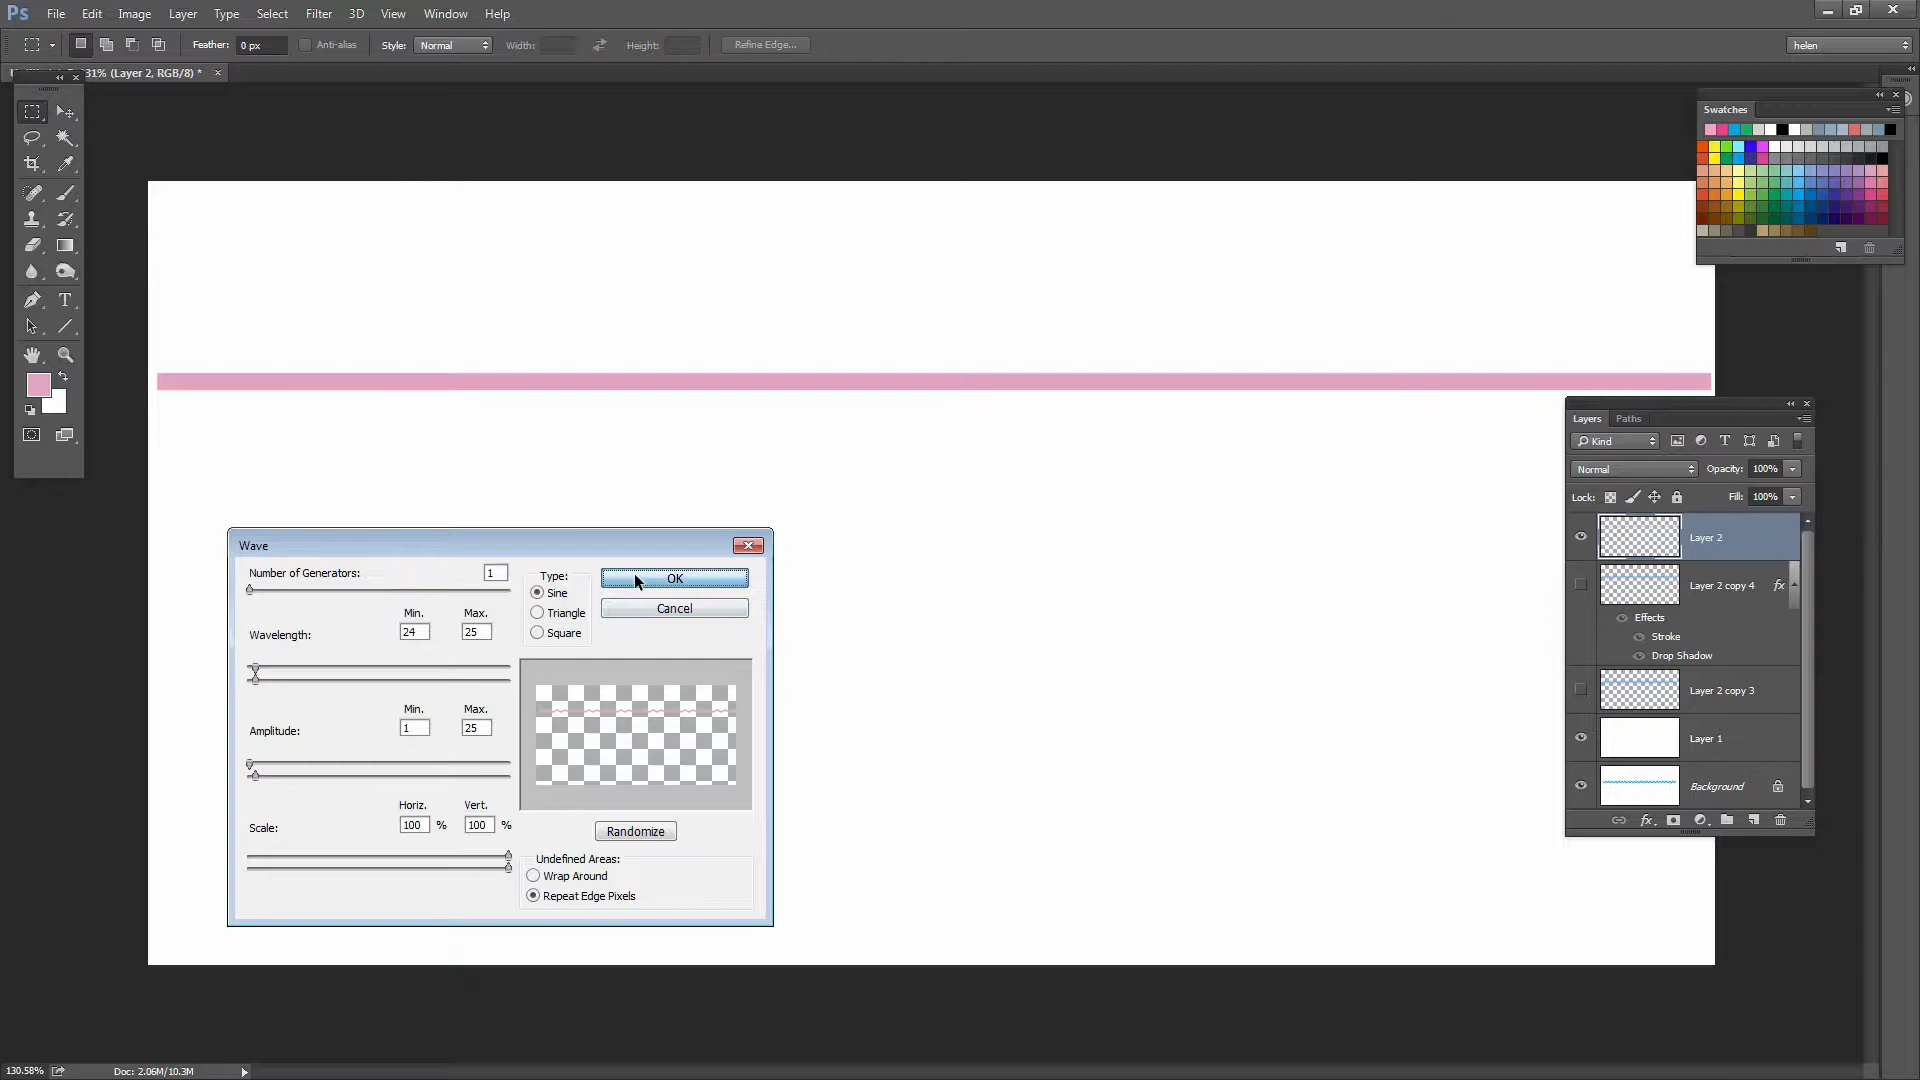 Ps File Edit Image Layer Type Select Filter 3D View Window Help
Feather: 0 px Anti-alias Style: Normal Width: Height: Refine Edge... helen
31% (Layer 2, RGB/8) *
Swatches
Wave
Number of Generators: 1
Type:
Sine
Triangle
Square
OK
Cancel
Min. Max.
Wavelength: 24 25
Min. Max.
Amplitude: 1 25
Horiz. Vert.
Scale: 100 % 100 %
Randomize
Undefined Areas:
Wrap Around
Repeat Edge Pixels
Layers Paths
Kind
Normal Opacity: 100%
Lock: Fill: 100%
Layer 2
Layer 2 copy 4 fx
Effects
Stroke
Drop Shadow
Layer 2 copy 3
Layer 1
Background
fx
130.58% Doc: 2.06M/10.3M